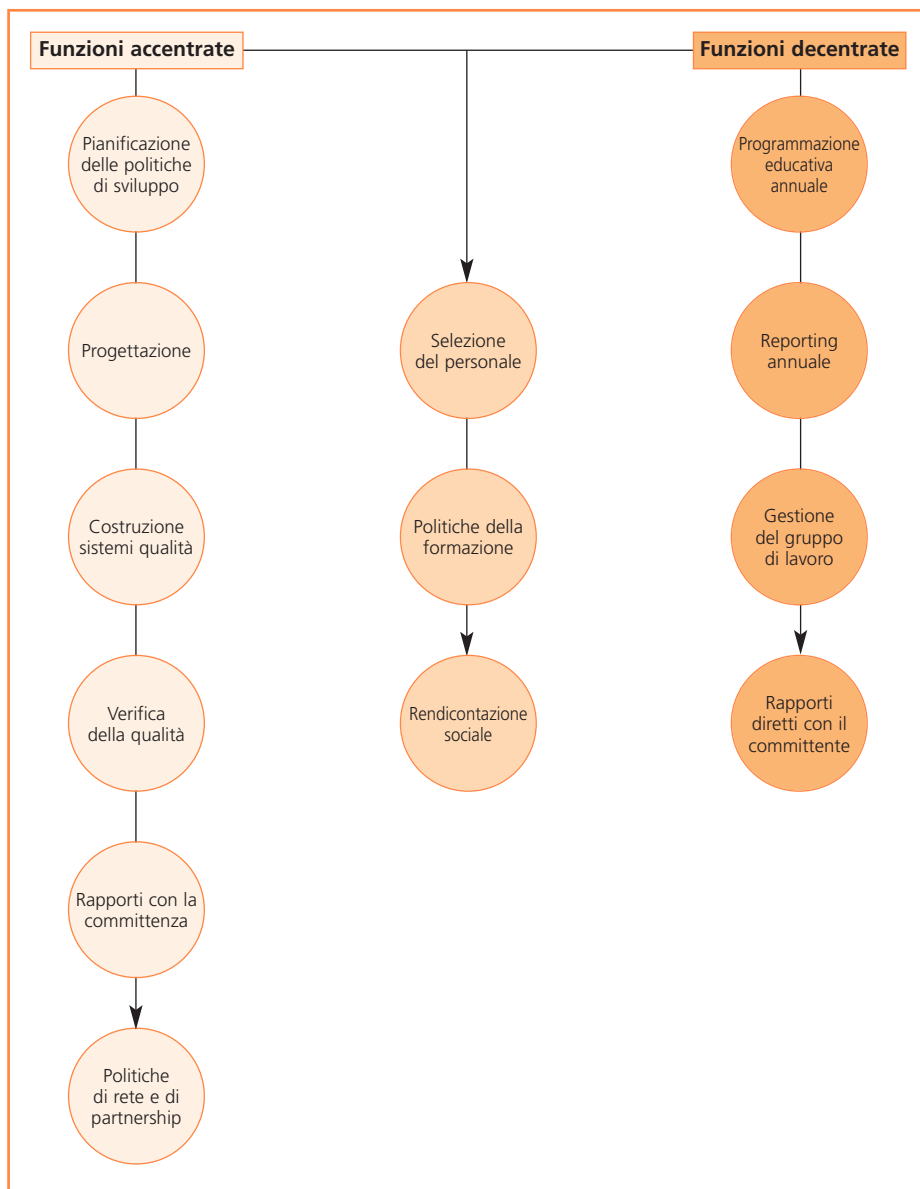 Funzioni accentrate
Funzioni decentrate
Pianificazione
delle politiche
di sviluppo
Programmazione
educativa
annuale
Progettazione
Selezione
del personale
Reporting
annuale
Costruzione
sistemi qualità
Politiche della
formazione
Gestione
del gruppo
di lavoro
Verifica
della qualità
Rendicontazione
sociale
Rapporti
diretti con il
committente
Rapporti con la
committenza
Politiche
di rete e di
partnership